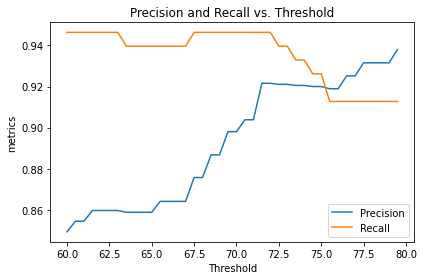 Precision and Recall vs. Threshold
metrics
0.94
0.92
0.90
0.88
0.86
60.0 62.5 65.0 67.5 70.0 72.5 75.0 77.5 80.0
Threshold
Precision
Recall